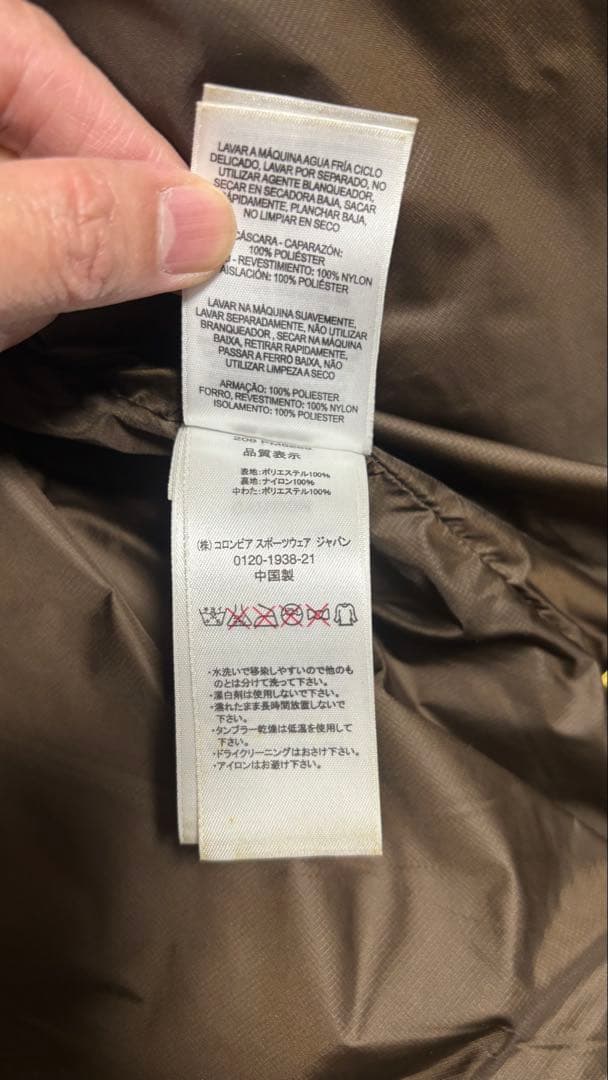 LAVAR A MÁQUINA AGUA FRÍA CICLO
DELICADO, LAVAR POR SEPARADO, NO
UTILIZAR AGENTE BLANQUEADOR,
SECAR EN SECADORA BAJA, SACAR
RÁPIDAMENTE, PLANCHAR BAJA,
NO LIMPIAR EN SECO
CÁSCARA - CAPARAZÓN:
100% POLIÉSTER
- REVESTIMIENTO: 100% NYLON
AISLACIÓN: 100% POLIÉSTER
LAVAR NA MÁQUINA SUAVEMENTE,
LAVAR SEPARADAMENTE, NÃO UTILIZAR
BRANQUEADOR , SECAR NA MÁQUINA
BAIXA, RETIRAR RAPIDAMENTE,
PASSAR A FERRO BAIXA, NÃO
UTILIZAR LIMPEZA A SECO
ARMAÇÃO: 100% POLIESTER
FORRO, REVESTIMENTO: 100% NYLON
ISOLAMENTO: 100% POLIESTER
品質表示
表地:ポリエステル100%
裏地:ナイロン100%
中わた:ポリエステル100%
(株)コロンビア スポーツウェア ジャパン
0120-1938-21
中国製
・水洗いで移染しやすいので他のも
のとは分けて洗って下さい。
・漂白剤は使用しないで下さい。
・濡れたまま長時間放置しないで
下さい。
・タンブラー乾燥は低温を使用して
下さい。
・ドライクリーニングはおさけ下さい。
・アイロンはお避け下さい。